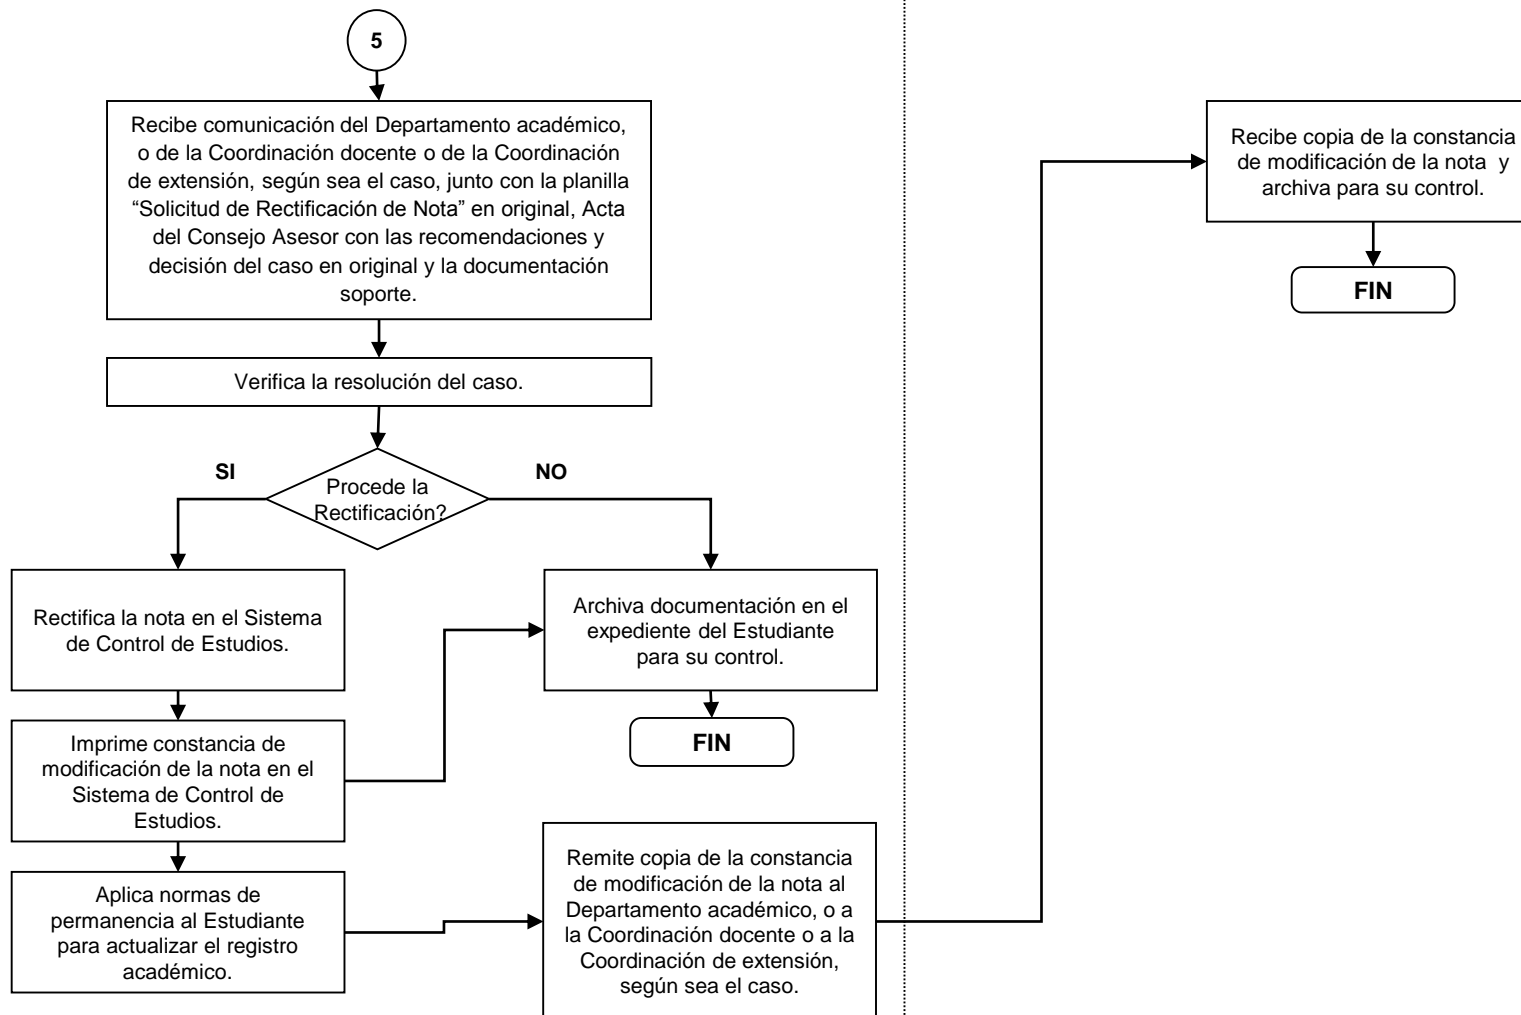 5
Recibe comunicación del Departamento académico,
o de la Coordinación docente o de la Coordinación
de extensión, según sea el caso, junto con la planilla
“Solicitud de Rectificación de Nota” en original, Acta
del Consejo Asesor con las recomendaciones y
decisión del caso en original y la documentación
soporte.
Verifica la resolución del caso.
SI
Procede la
Rectificación?
NO
Rectifica la nota en el Sistema
de Control de Estudios.
Archiva documentación en el
expediente del Estudiante
para su control.
FIN
Imprime constancia de
modificación de la nota en el
Sistema de Control de
Estudios.
Aplica normas de
permanencia al Estudiante
para actualizar el registro
académico.
Remite copia de la constancia
de modificación de la nota al
Departamento académico, o a
la Coordinación docente o a la
Coordinación de extensión,
según sea el caso.
Recibe copia de la constancia
de modificación de la nota y
archiva para su control.
FIN